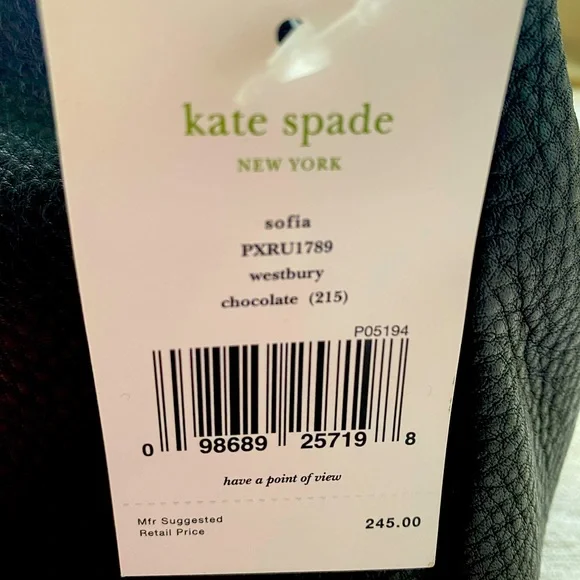 kate spade
NEW YORK
sofia
PXRU1789
westbury
chocolate (215)
P05194
0 98689 25719 8
have a point of view
Mfr Suggested
Retail Price
245.00